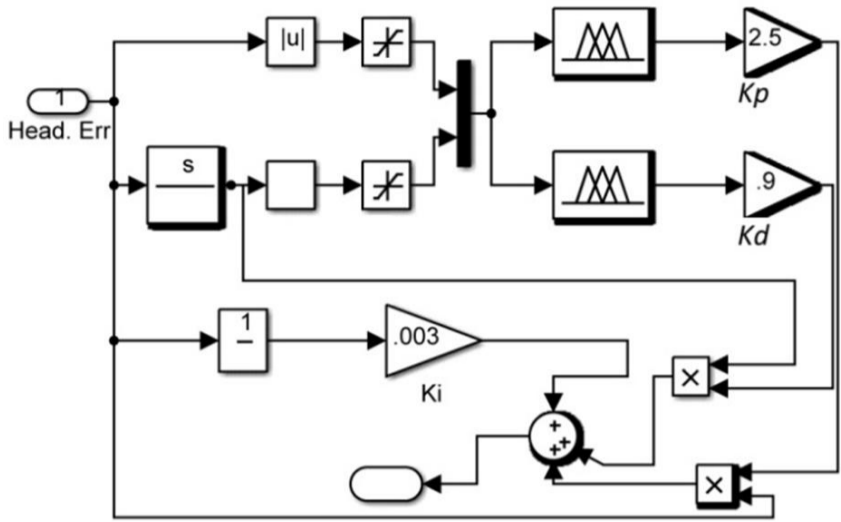 |u|
2.5
Kp
1
Head. Err
s
.9
Kd
1
.003
Ki
×
+
+
+
×